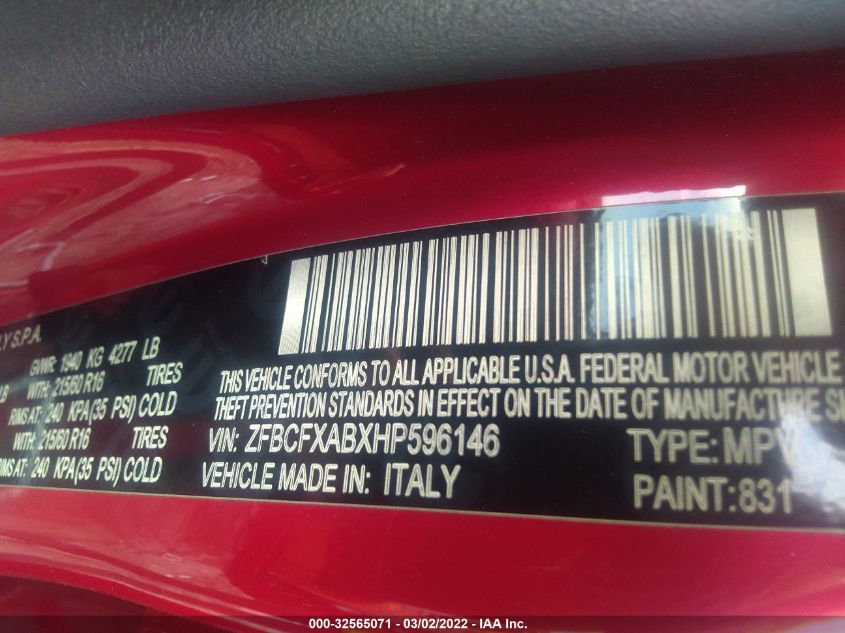 LY S.P.A.
GVWR: 1940 KG 4277 LB
LB WITH: 215/60 R16 TIRES
RIMS AT: 240 KPA(35 PSI) COLD
WITH: 215/60 R16 TIRES
RIMS AT: 240 KPA(35 PSI) COLD
THIS VEHICLE CONFORMS TO ALL APPLICABLE U.S.A. FEDERAL MOTOR VEHICLE
THEFT PREVENTION STANDARDS IN EFFECT ON THE DATE OF MANUFACTURE SH
VIN: ZFBCFXABXHP596146 TYPE: MPV
VEHICLE MADE IN: ITALY PAINT:831
000-32565071 — 03/02/2022 — IAA Inc.